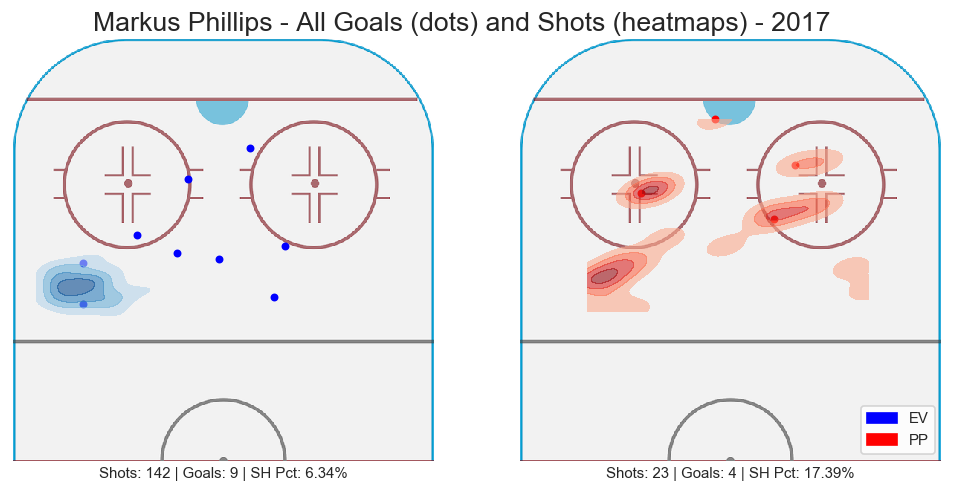 Markus Phillips - All Goals (dots) and Shots (heatmaps) - 2017
EV
PP
Shots: 142 | Goals: 9 | SH Pct: 6.34%
Shots: 23 | Goals: 4 | SH Pct: 17.39%